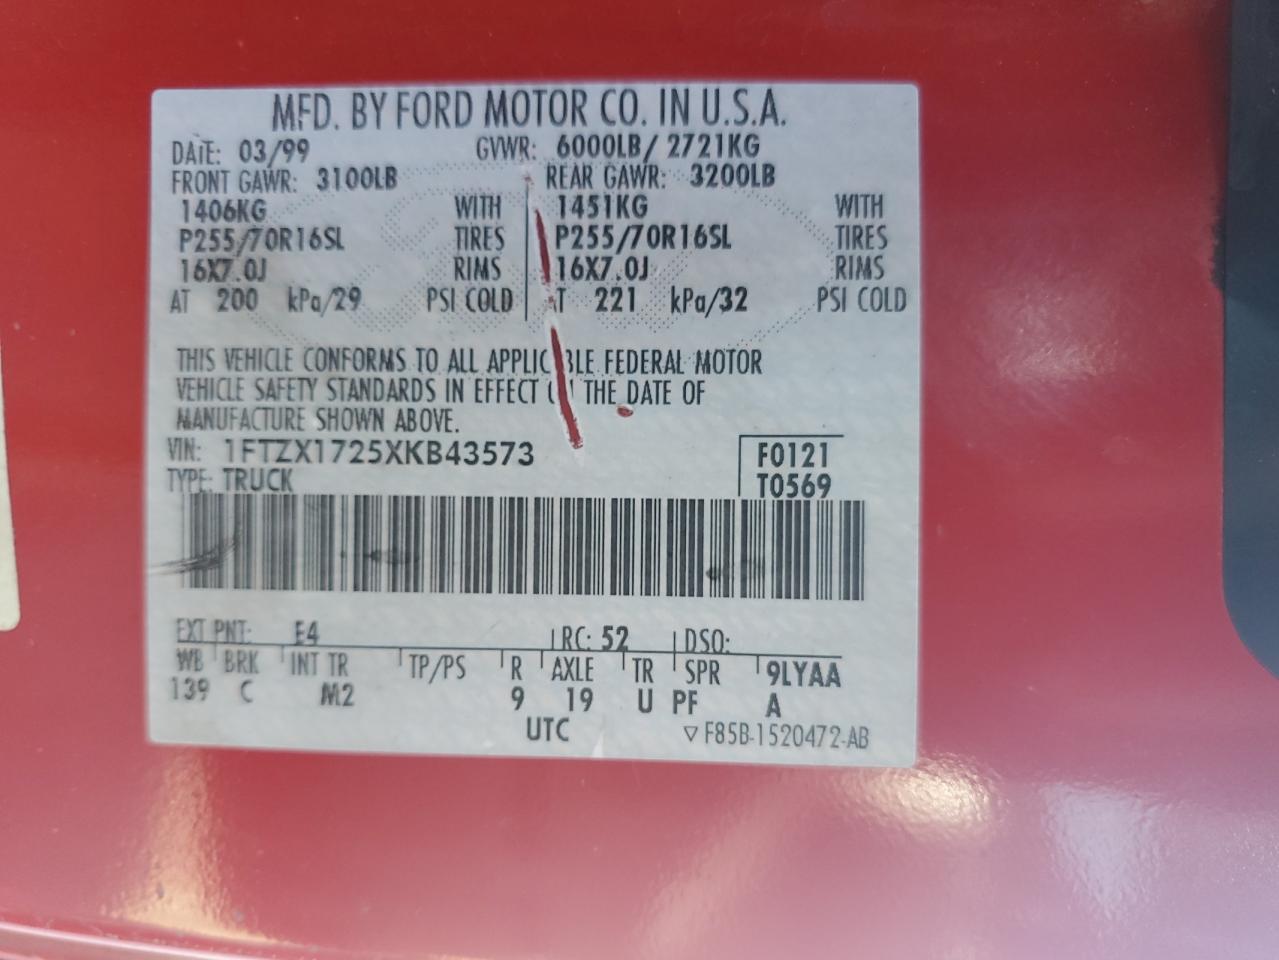 MFD. BY FORD MOTOR CO. IN U.S.A.
DATE: 03/99 GVWR: 6000LB/ 2721KG
FRONT GAWR: 3100LB REAR GAWR: 3200LB
1406KG WITH 1451KG WITH
P255/70R16SL TIRES P255/70R16SL TIRES
16X7.0J RIMS 16X7.0J RIMS
AT 200 kPa/29 PSI COLD AT 221 kPa/32 PSI COLD
THIS VEHICLE CONFORMS TO ALL APPLICABLE FEDERAL MOTOR
VEHICLE SAFETY STANDARDS IN EFFECT ON THE DATE OF
MANUFACTURE SHOWN ABOVE.
VIN: 1FTZX1725XKB43573 F0121
TYPE: TRUCK T0569
EXT PNT: E4 RC: 52 DSO:
WB BRK INT TR TP/PS R AXLE TR SPR 9LYAA
139 C M2 9 19 U PF A
UTC ▽ F85B-1520472-AB